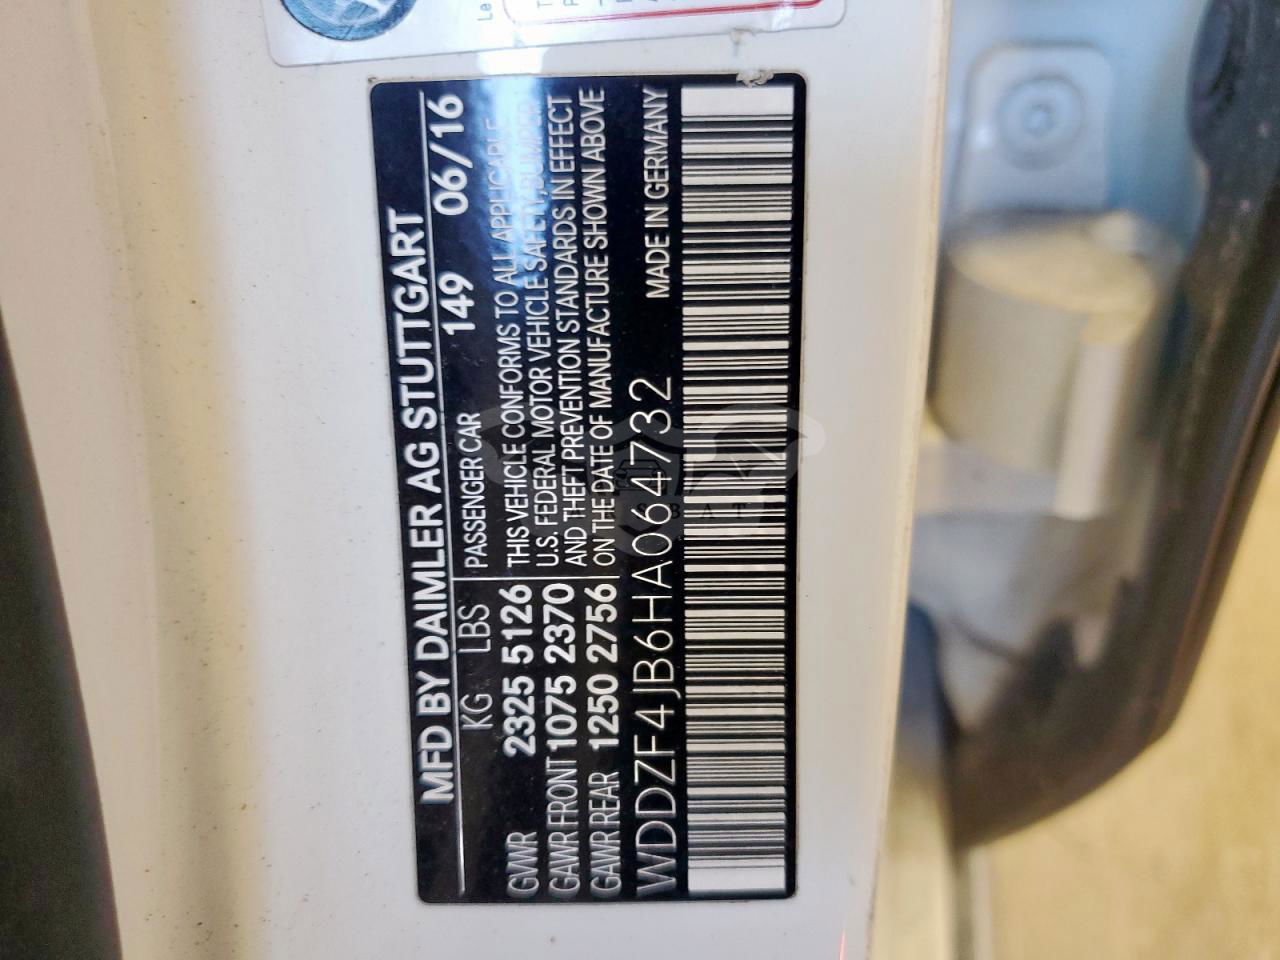 MFD BY DAIMLER AG STUTTGART
KG LBS PASSENGER CAR 149 06/16
GWR 2325 5126 THIS VEHICLE CONFORMS TO ALL APPLICABLE
GAWR FRONT 1075 2370 U.S. FEDERAL MOTOR VEHICLE SAFETY,BUMPER,
GAWR REAR 1250 2756 AND THEFT PREVENTION STANDARDS IN EFFECT
ON THE DATE OF MANUFACTURE SHOWN ABOVE
WDDZF4JB6HA064732 MADE IN GERMANY